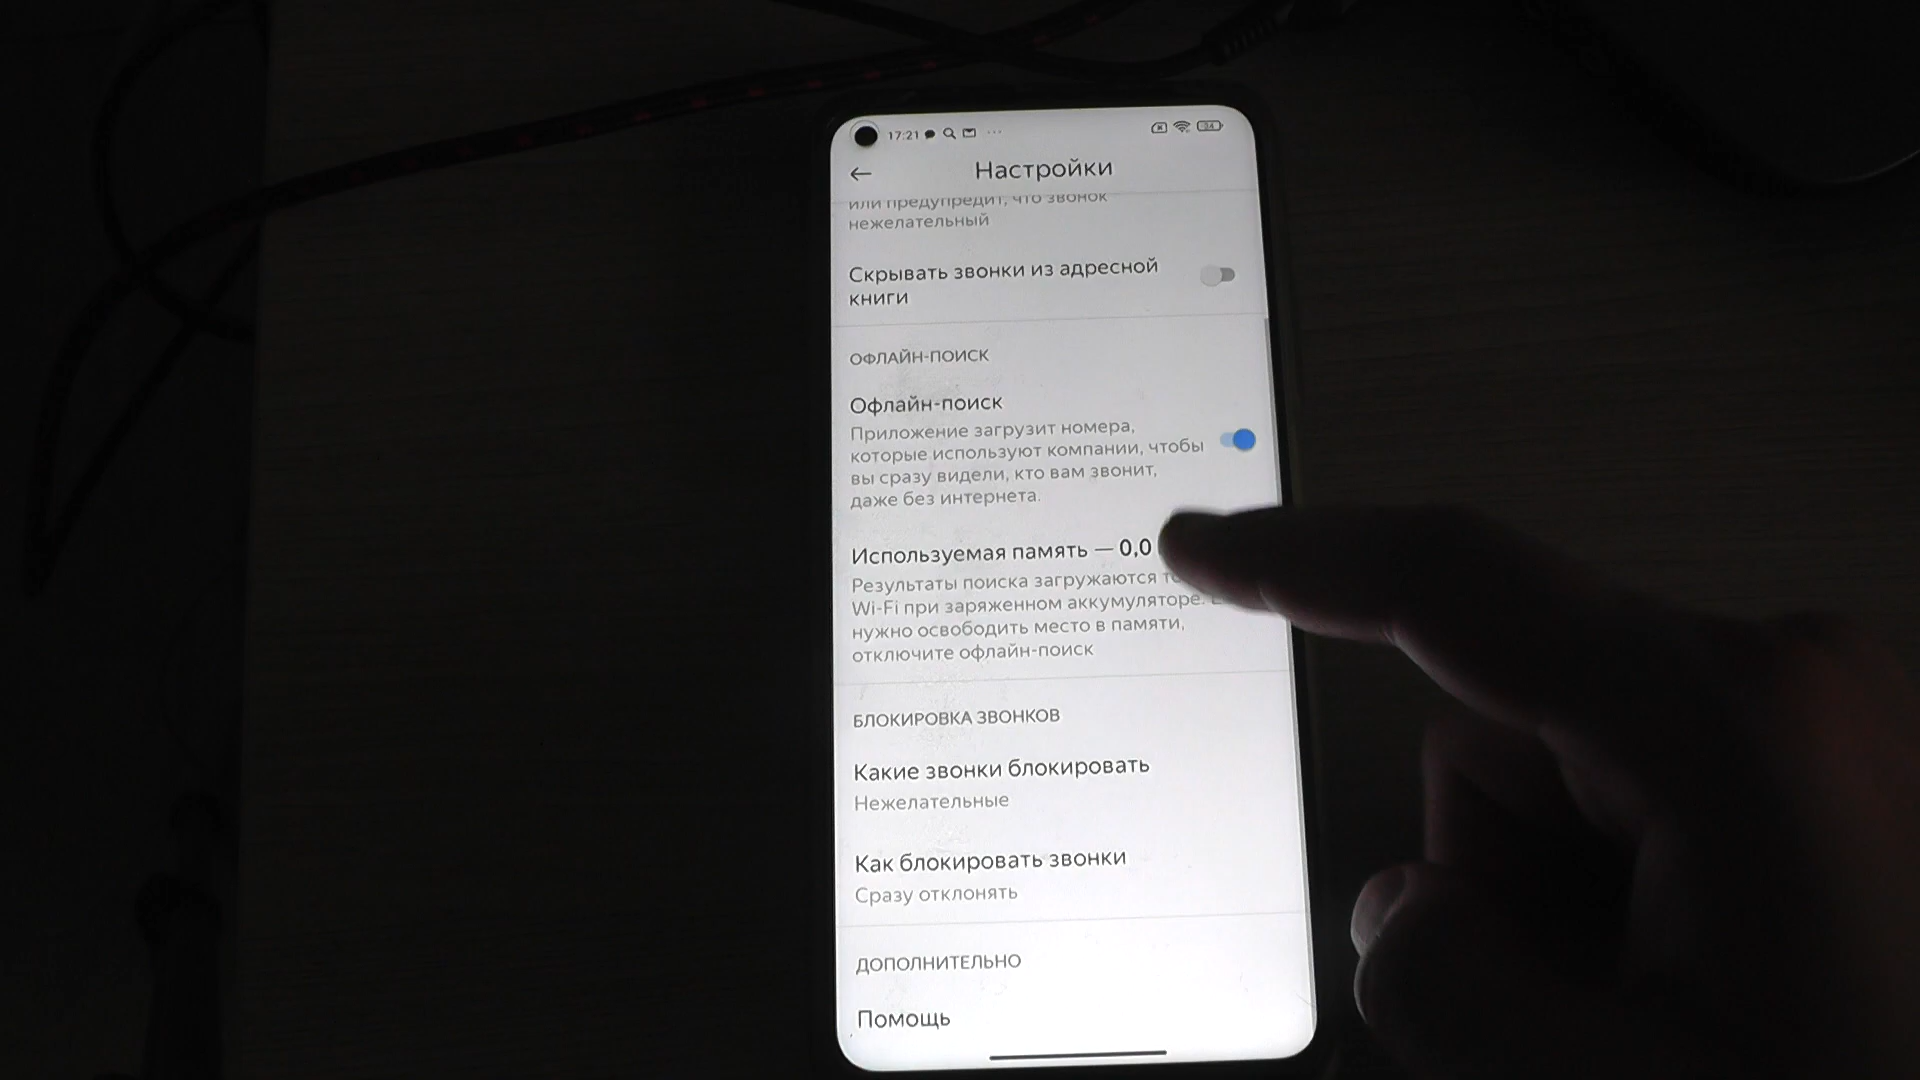 17:21
34
Настройки
или предупредит, что звонок
нежелательный
Скрывать звонки из адресной
книги
ОФЛАЙН-ПОИСК
Офлайн-поиск
Приложение загрузит номера,
которые используют компании, чтобы
вы сразу видели, кто вам звонит,
даже без интернета.
Используемая память — 0,0
Результаты поиска загружаются
Wi-Fi при заряженном аккумуляторе.
нужно освободить место в памяти,
отключите офлайн-поиск
БЛОКИРОВКА ЗВОНКОВ
Какие звонки блокировать
Нежелательные
Как блокировать звонки
Сразу отклонять
ДОПОЛНИТЕЛЬНО
Помощь